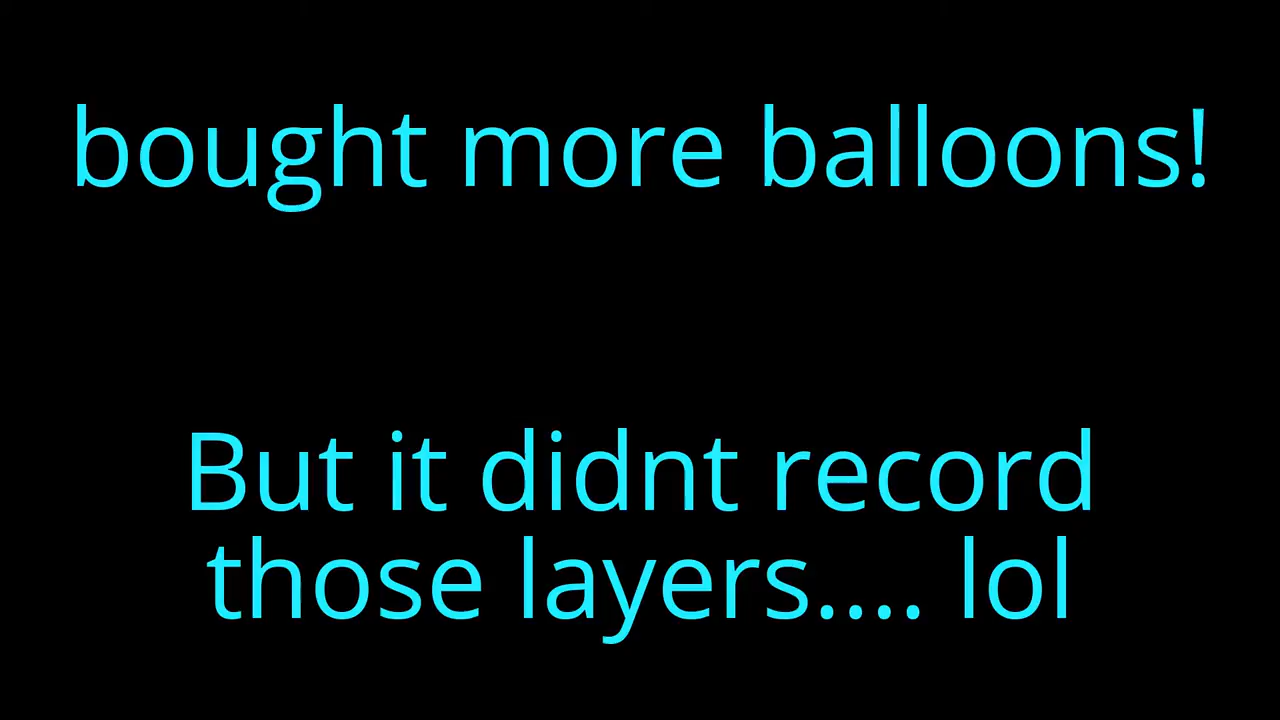 bought more balloons!
But it didnt record
those layers.... lol